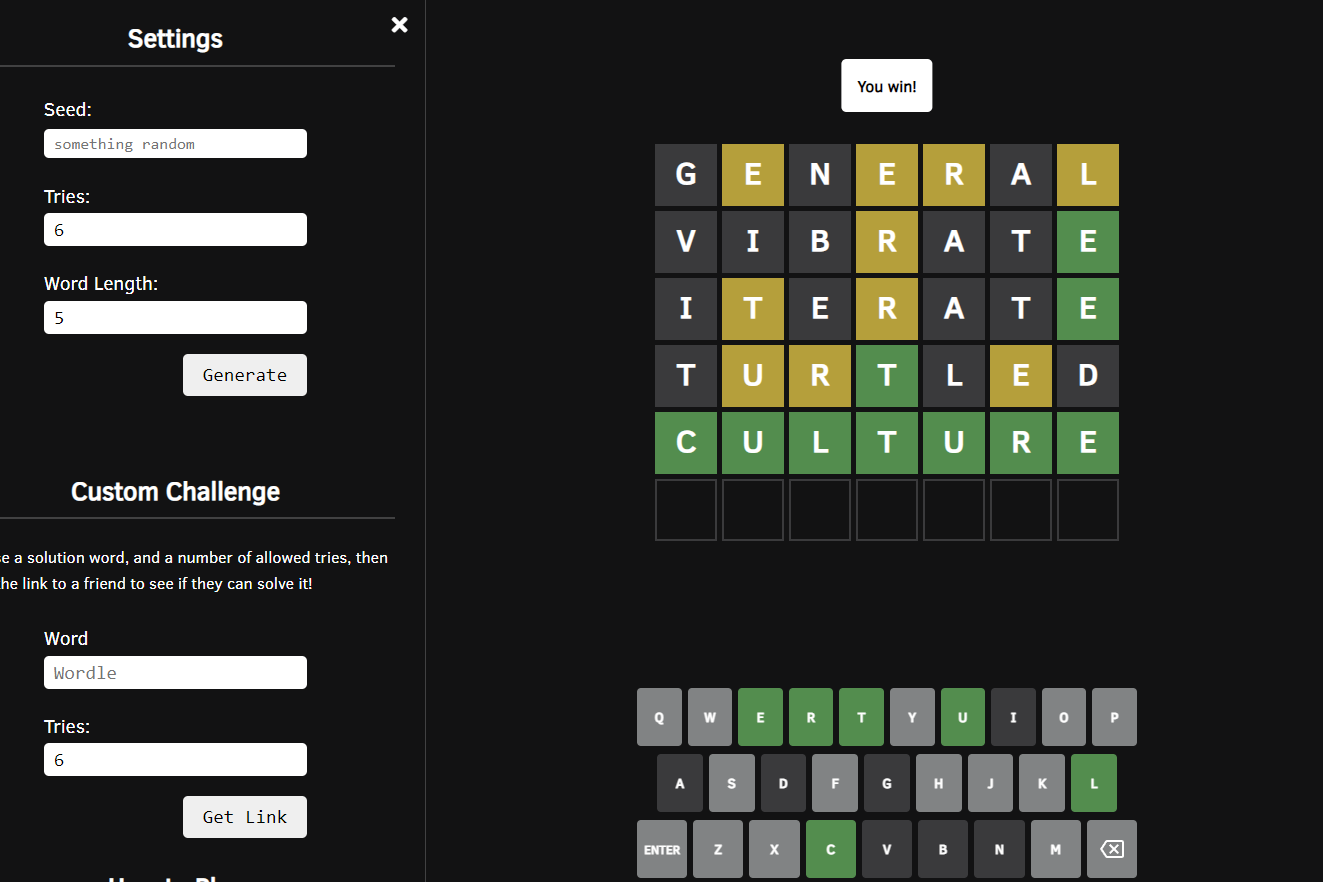 Settings
Seed:
something random
Tries:
6
Word Length:
5
Generate
Custom Challenge
a solution word, and a number of allowed tries, then
link to a friend to see if they can solve it!
Word
Wordle
Tries:
6
Get Link
You win!
G E N E R A L
V I B R A T E
I T E R A T E
T U R T L E D
C U L T U R E
Q W E R T Y U I O P
A S D F G H J K L
ENTER Z X C V B N M